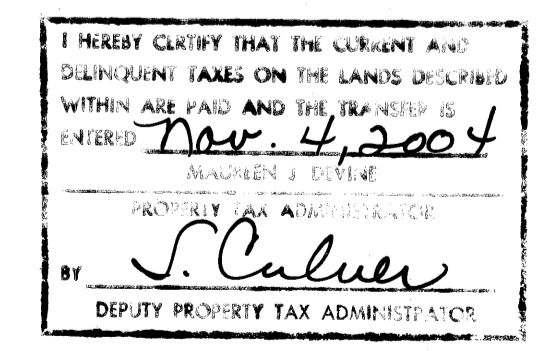 I HEREBY CERTIFY THAT THE CURRENT AND
DELINQUENT TAXES ON THE LANDS DESCRIBED
WITHIN ARE PAID AND THE TRANSFER IS
ENTERED Nov. 4, 2004
MAUREEN J DEVINE
PROPERTY TAX ADMINISTRATOR
BY S. Culver
DEPUTY PROPERTY TAX ADMINISTRATOR